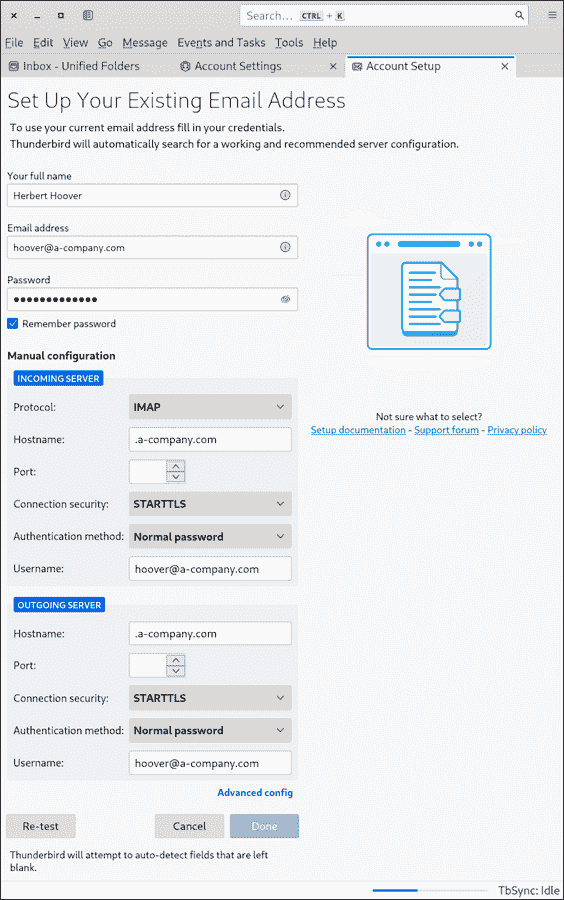 Search... CTRL + K
File Edit View Go Message Events and Tasks Tools Help
Inbox - Unified Folders Account Settings Account Setup
Set Up Your Existing Email Address
To use your current email address fill in your credentials.
Thunderbird will automatically search for a working and recommended server configuration.
Your full name
Herbert Hoover
Email address
hoover@a-company.com
Password
●●●●●●●●●●●●●
Remember password
Manual configuration
INCOMING SERVER
Protocol: IMAP
Hostname: .a-company.com
Port:
Connection security: STARTTLS
Authentication method: Normal password
Username: hoover@a-company.com
OUTGOING SERVER
Hostname: .a-company.com
Port:
Connection security: STARTTLS
Authentication method: Normal password
Username: hoover@a-company.com
Advanced config
Re-test Cancel Done
Thunderbird will attempt to auto-detect fields that are left
blank.
Not sure what to select?
Setup documentation - Support forum - Privacy policy
TbSync: Idle